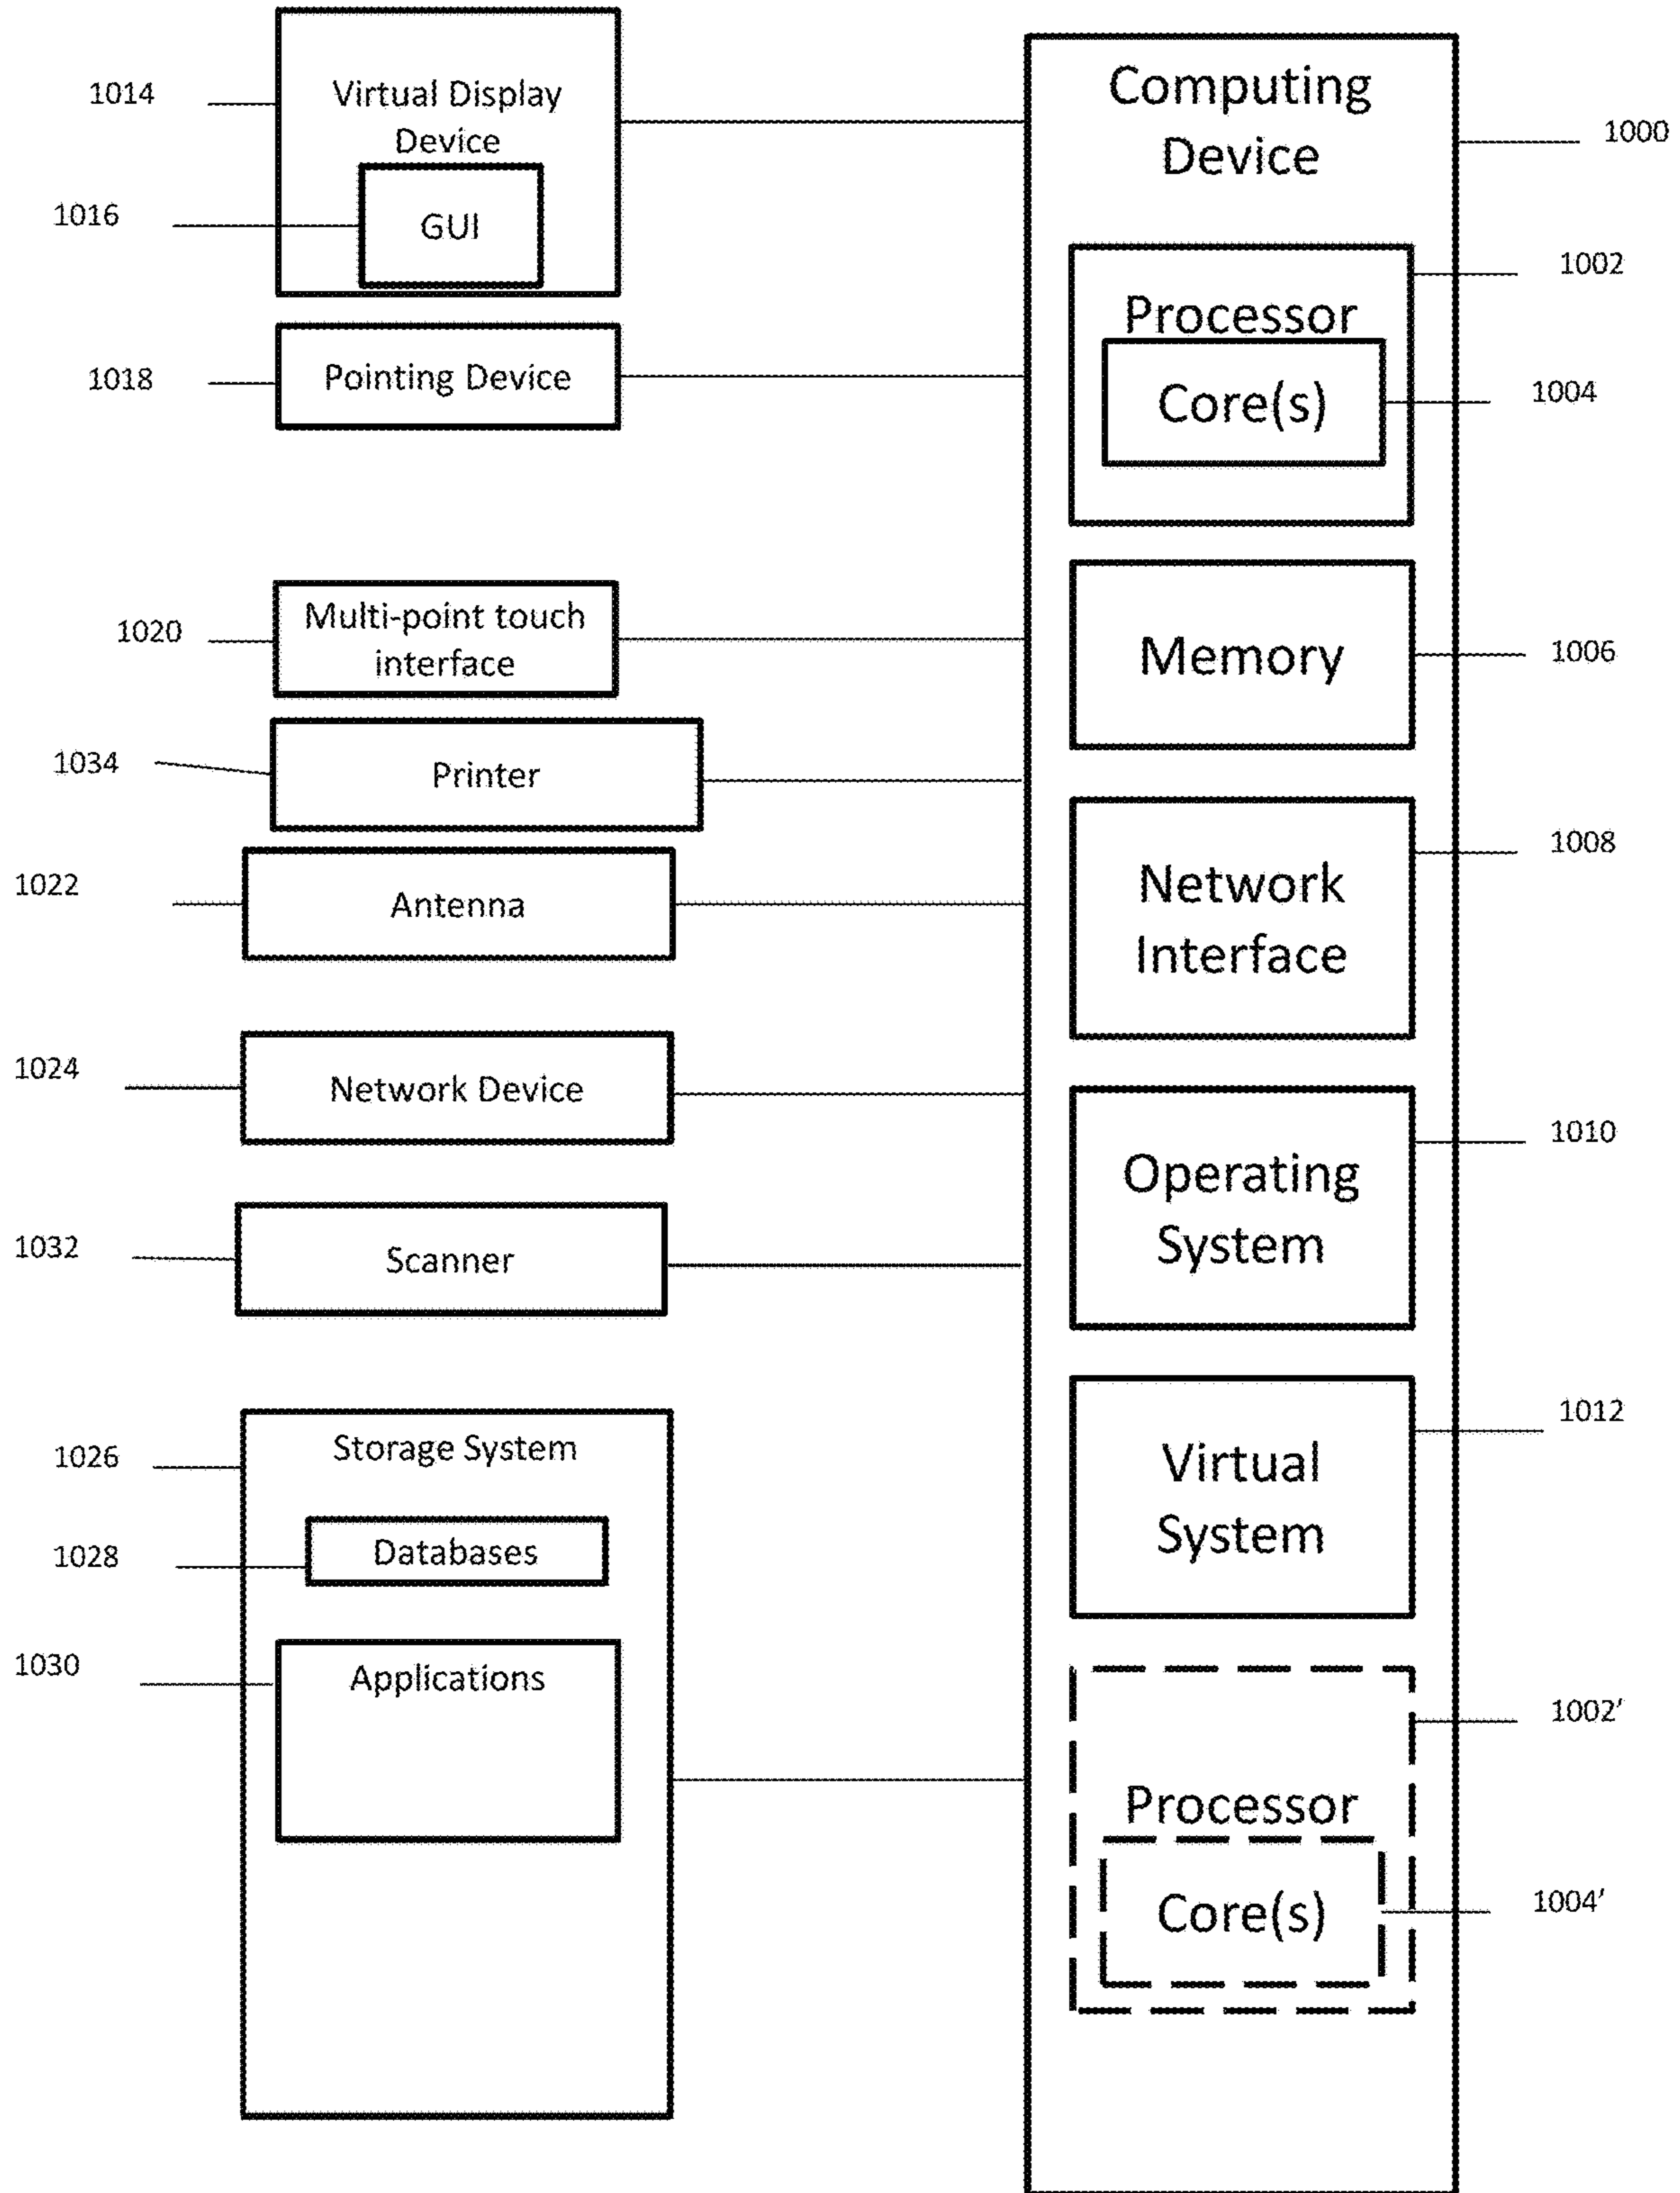 1014
Virtual Display
Device
1016
GUI
1018
Pointing Device
1020
Multi-point touch
interface
1034
Printer
1022
Antenna
1024
Network Device
1032
Scanner
1026
Storage System
1028
Databases
1030
Applications
Computing
Device
1000
1002
Processor
Core(s)
1004
Memory
1006
Network
Interface
1008
Operating
System
1010
Virtual
System
1012
1002’
Processor
Core(s)
1004’